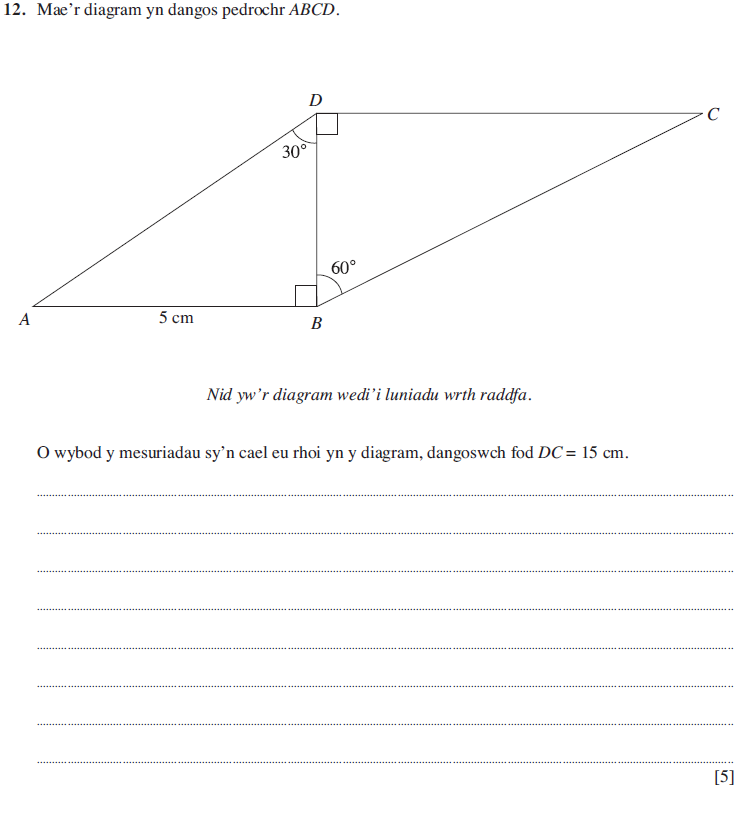 12. Mae'r diagram yn dangos pedrochr ABCD.
D
C
30°
60°
A
5 cm
B
Nid yw'r diagram wedi'i luniadu wrth raddfa.
O wybod y mesuriadau sy'n cael eu rhoi yn y diagram, dangoswch fod DC = 15 cm.
[5]